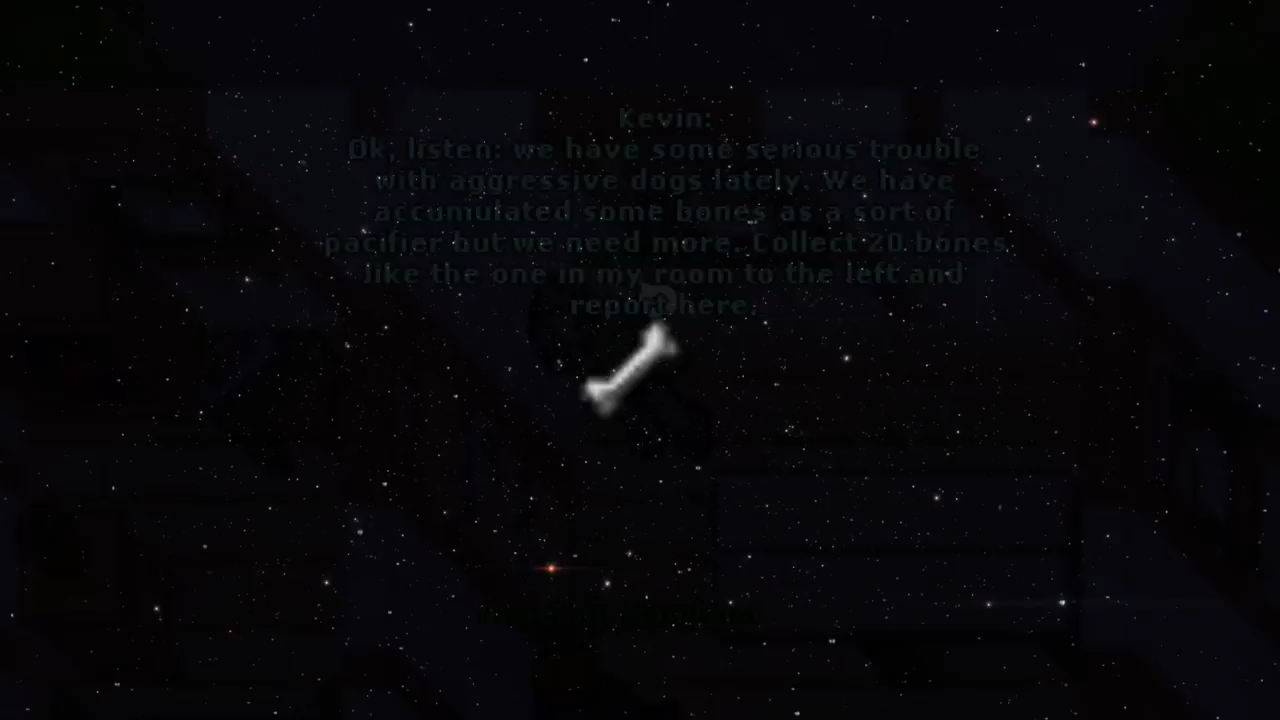 Kevin:
Ok, listen: we have some serious trouble
with aggressive dogs lately. We have
accumulated some bones as a sort of
pacifier but we need more. Collect 20 bones
like the one in my room to the left and
report here.